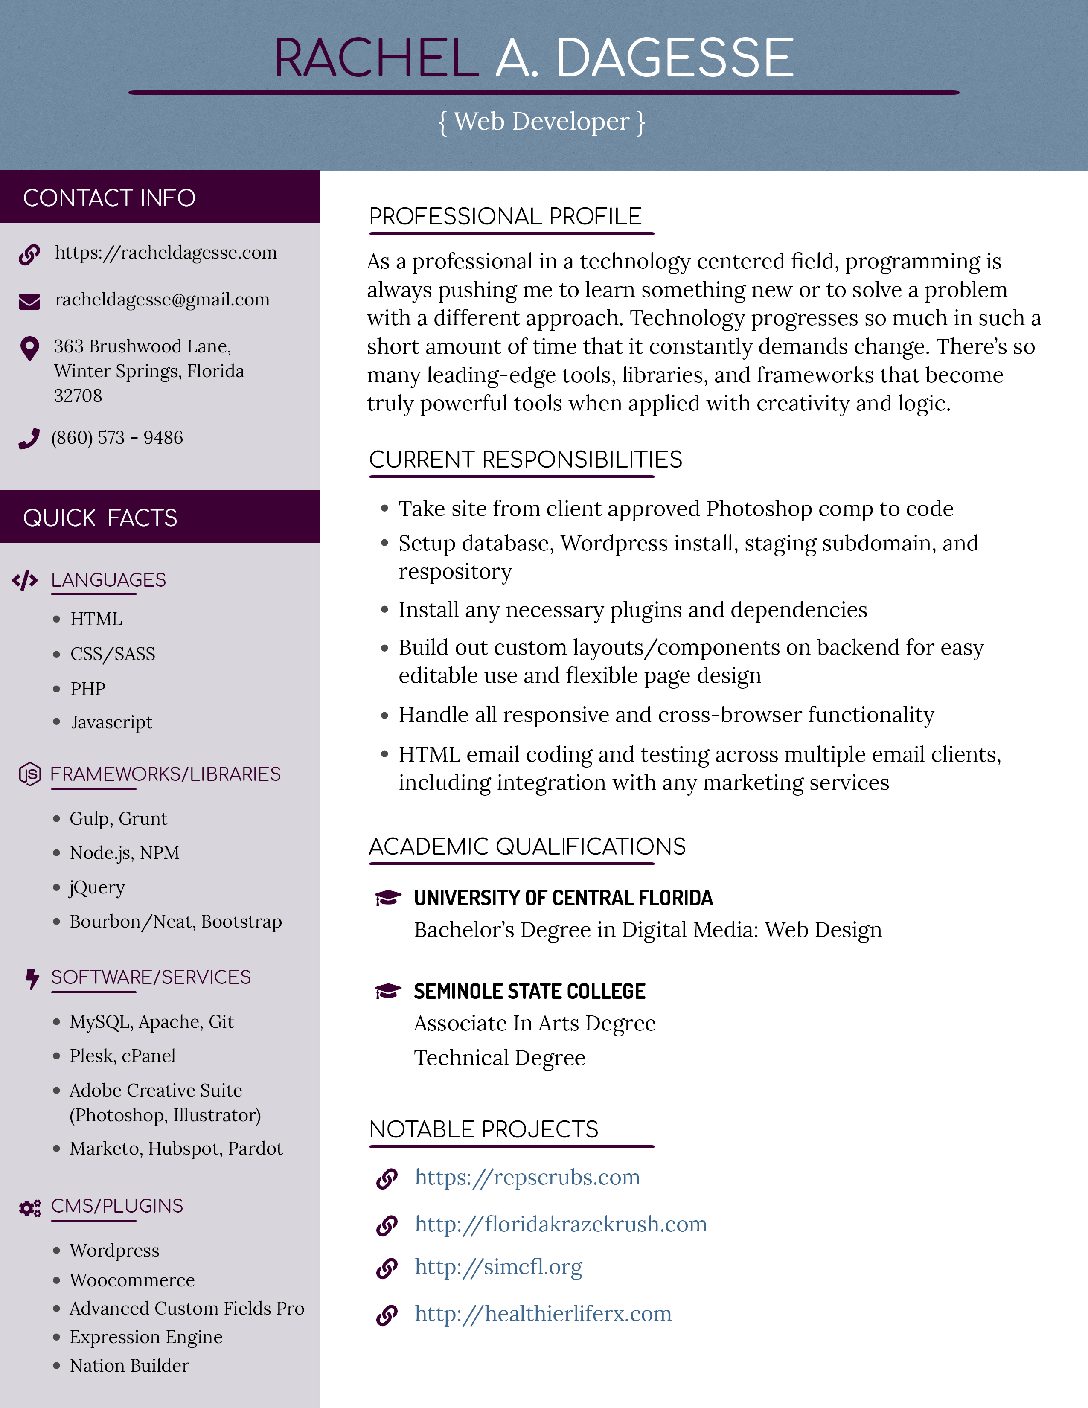 RACHEL A. DAGESSE
{ Web Developer }
CONTACT INFO
https://racheldagesse.com
racheldagesse@gmail.com
363 Brushwood Lane,
Winter Springs, Florida
32708
(860) 573 - 9486
QUICK FACTS
LANGUAGES
• HTML
• CSS/SASS
• PHP
• Javascript
FRAMEWORKS/LIBRARIES
• Gulp, Grunt
• Node.js, NPM
• jQuery
• Bourbon/Neat, Bootstrap
SOFTWARE/SERVICES
• MySQL, Apache, Git
• Plesk, cPanel
• Adobe Creative Suite
(Photoshop, Illustrator)
• Marketo, Hubspot, Pardot
CMS/PLUGINS
• Wordpress
• Woocommerce
• Advanced Custom Fields Pro
• Expression Engine
• Nation Builder
PROFESSIONAL PROFILE
As a professional in a technology centered field, programming is
always pushing me to learn something new or to solve a problem
with a different approach. Technology progresses so much in such a
short amount of time that it constantly demands change. There's so
many leading-edge tools, libraries, and frameworks that become
truly powerful tools when applied with creativity and logic.
CURRENT RESPONSIBILITIES
• Take site from client approved Photoshop comp to code
• Setup database, Wordpress install, staging subdomain, and
respository
• Install any necessary plugins and dependencies
• Build out custom layouts/components on backend for easy
editable use and flexible page design
• Handle all responsive and cross-browser functionality
• HTML email coding and testing across multiple email clients,
including integration with any marketing services
ACADEMIC QUALIFICATIONS
UNIVERSITY OF CENTRAL FLORIDA
Bachelor's Degree in Digital Media: Web Design
SEMINOLE STATE COLLEGE
Associate In Arts Degree
Technical Degree
NOTABLE PROJECTS
https://repscrubs.com
http://floridakrazekrush.com
http://simcfl.org
http://healthierliferx.com